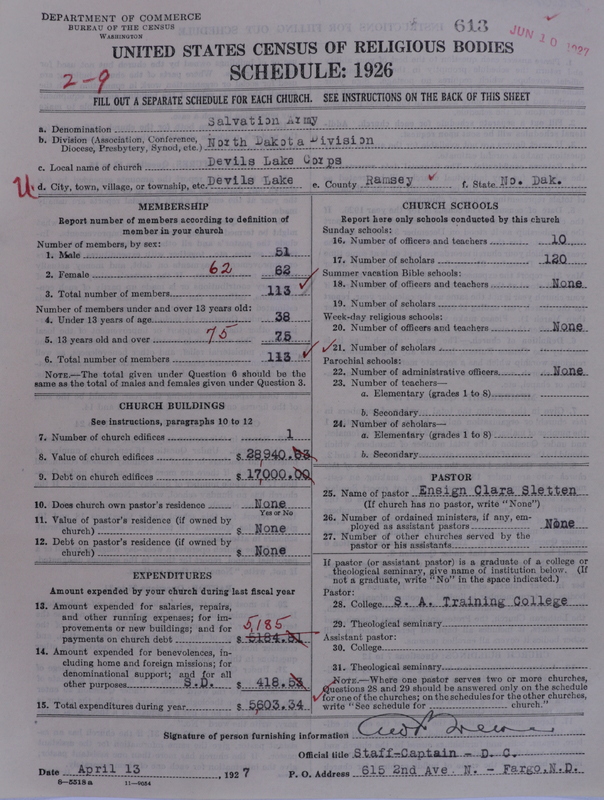 DEPARTMENT OF COMMERCE
BUREAU OF THE CENSUS
WASHINGTON
613
JUN 10 1927
UNITED STATES CENSUS OF RELIGIOUS BODIES
SCHEDULE: 1926
2-9
FILL OUT A SEPARATE SCHEDULE FOR EACH CHURCH. SEE INSTRUCTIONS ON THE BACK OF THIS SHEET
a. Denomination Salvation Army
b. Division (Association, Conference, Diocese, Presbytery, Synod, etc.) North Dakota Division
c. Local name of church Devils Lake Corps
d. City, town, village, or township, etc. Devils Lake e. County Ramsey f. State No. Dak.
MEMBERSHIP
Report number of members according to definition of
member in your church
Number of members, by sex:
1. Male 51
2. Female 62 62
3. Total number of members 113
Number of members under and over 13 years old:
4. Under 13 years of age 38
5. 13 years old and over 75 75
6. Total number of members 113
NOTE.—The total given under Question 6 should be the
same as the total of males and females given under Question 3.
CHURCH BUILDINGS
See instructions, paragraphs 10 to 12
7. Number of church edifices 1
8. Value of church edifices $ 28940.83
9. Debt on church edifices $ 17000.00
10. Does church own pastor's residence None
Yes or No
11. Value of pastor's residence (if owned by
church) $ None
12. Debt on pastor's residence (if owned by
church) $ None
EXPENDITURES
Amount expended by your church during last fiscal year
13. Amount expended for salaries, repairs,
and other running expenses; for im-
provements or new buildings; and for
payments on church debt $ 5184.81
5,185
14. Amount expended for benevolences, in-
cluding home and foreign missions; for
denominational support; and for all
other purposes S.D. $ 418.53
15. Total expenditures during year $ 5603.34
CHURCH SCHOOLS
Report here only schools conducted by this church
Sunday schools:
16. Number of officers and teachers 10
17. Number of scholars 120
Summer vacation Bible schools:
18. Number of officers and teachers None
19. Number of scholars
Week-day religious schools:
20. Number of officers and teachers None
21. Number of scholars
Parochial schools:
22. Number of administrative officers None
23. Number of teachers—
a. Elementary (grades 1 to 8)
b. Secondary
24. Number of scholars—
a. Elementary (grades 1 to 8)
b. Secondary
PASTOR
25. Name of pastor Ensign Clara Sletten
(If church has no pastor, write "None")
26. Number of ordained ministers, if any, em-
ployed as assistant pastors None
27. Number of other churches served by the
pastor or his assistants
If pastor (or assistant pastor) is a graduate of a college or
theological seminary, give name of institution below. (If
not a graduate, write "No" in the space indicated.)
Pastor:
28. College S. A. Training College
29. Theological seminary
Assistant pastor:
30. College
31. Theological seminary
NOTE.—Where one pastor serves two or more churches,
Questions 28 and 29 should be answered only on the schedule
for one of the churches; on the schedules for the other churches,
write "See schedule for church."
Signature of person furnishing information
Official title Staff-Captain - D. C.
Date April 13, 1927 P. O. Address 615 2nd Ave. N. - Fargo, N.D.
8-5518a 11-9034